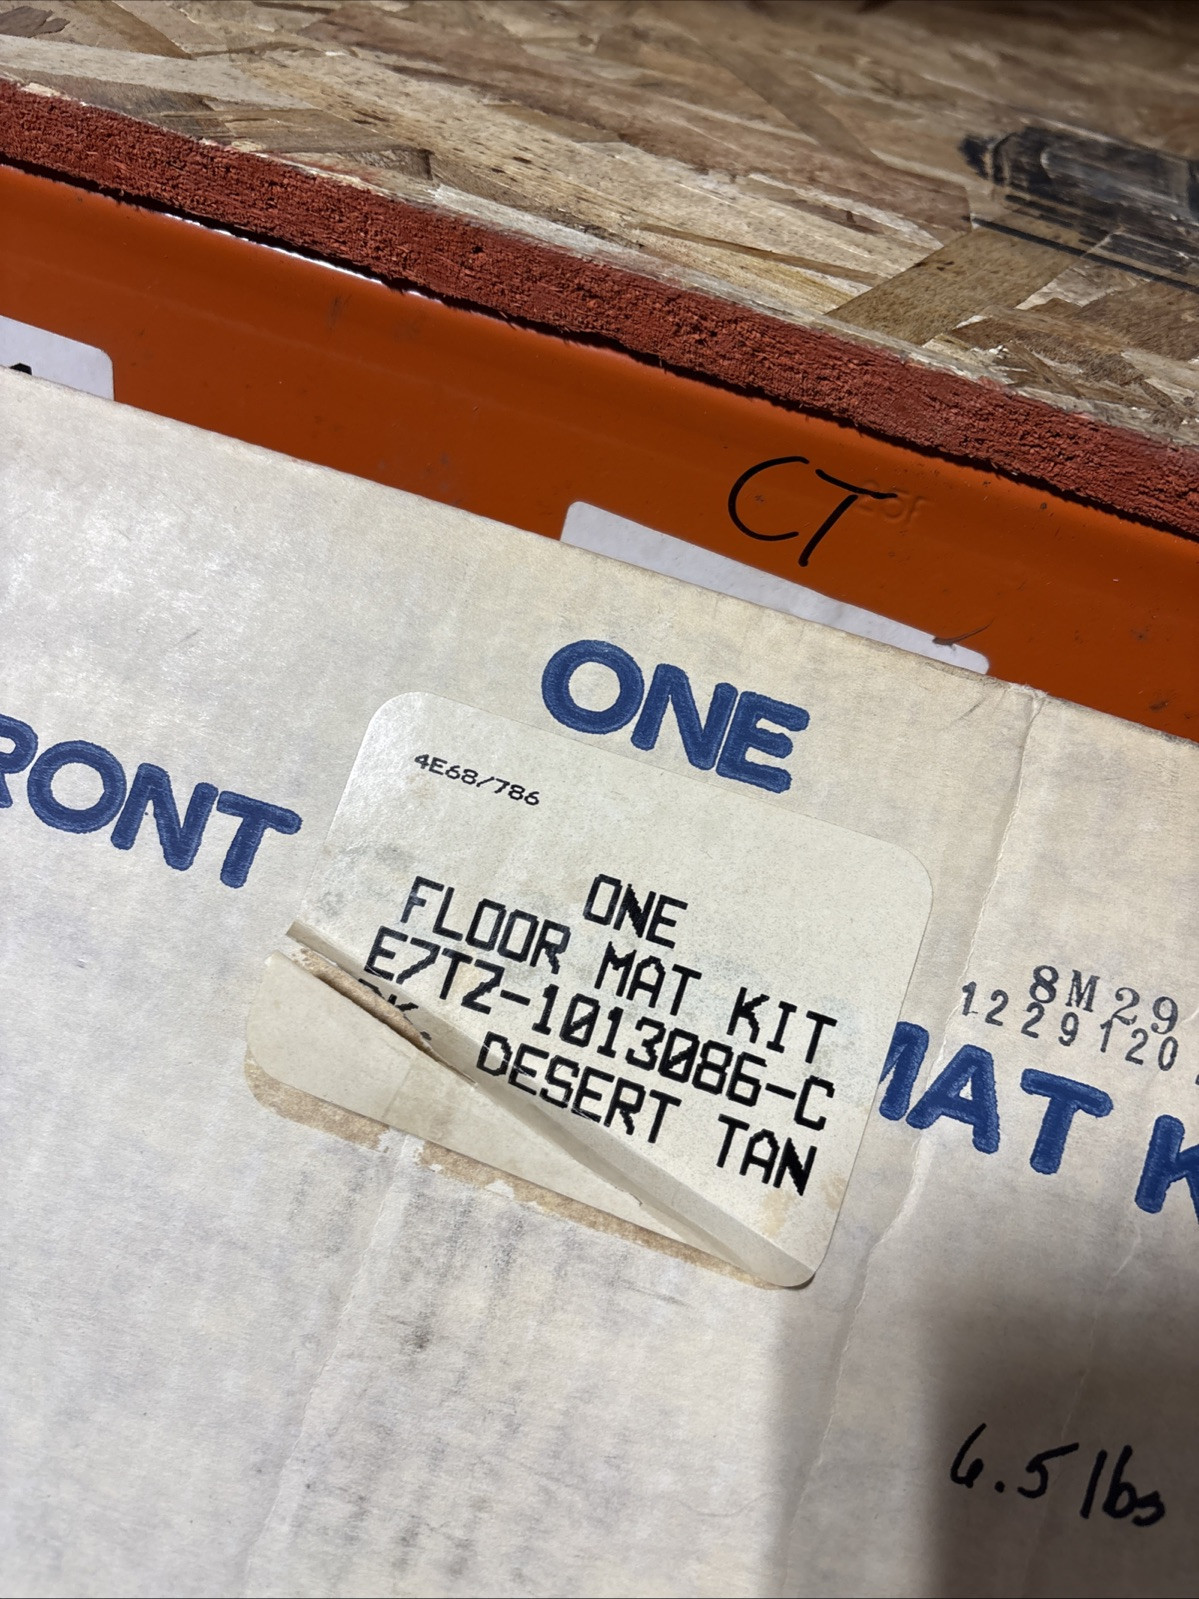 CT
ONE
RONT
4E68/786
ONE
FLOOR MAT KIT
E7TZ-1013086-C
DK. DESERT TAN
8M29
1229120
MAT K
6.5 lbs